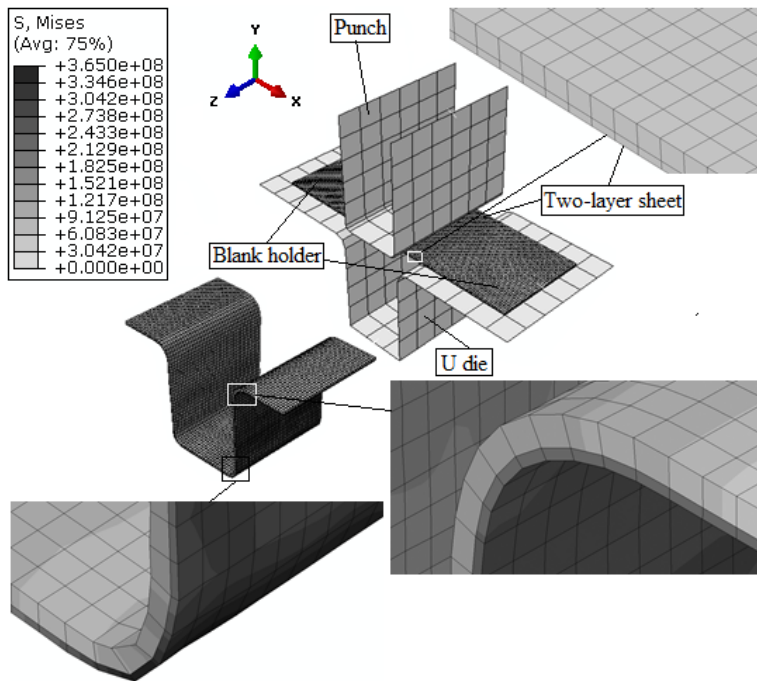 S, Mises
(Avg: 75%)
+3.650e+08
+3.346e+08
+3.042e+08
+2.738e+08
+2.433e+08
+2.129e+08
+1.825e+08
+1.521e+08
+1.217e+08
+9.125e+07
+6.083e+07
+3.042e+07
+0.000e+00
Y
Z
X
Punch
Two-layer sheet
Blank holder
U die